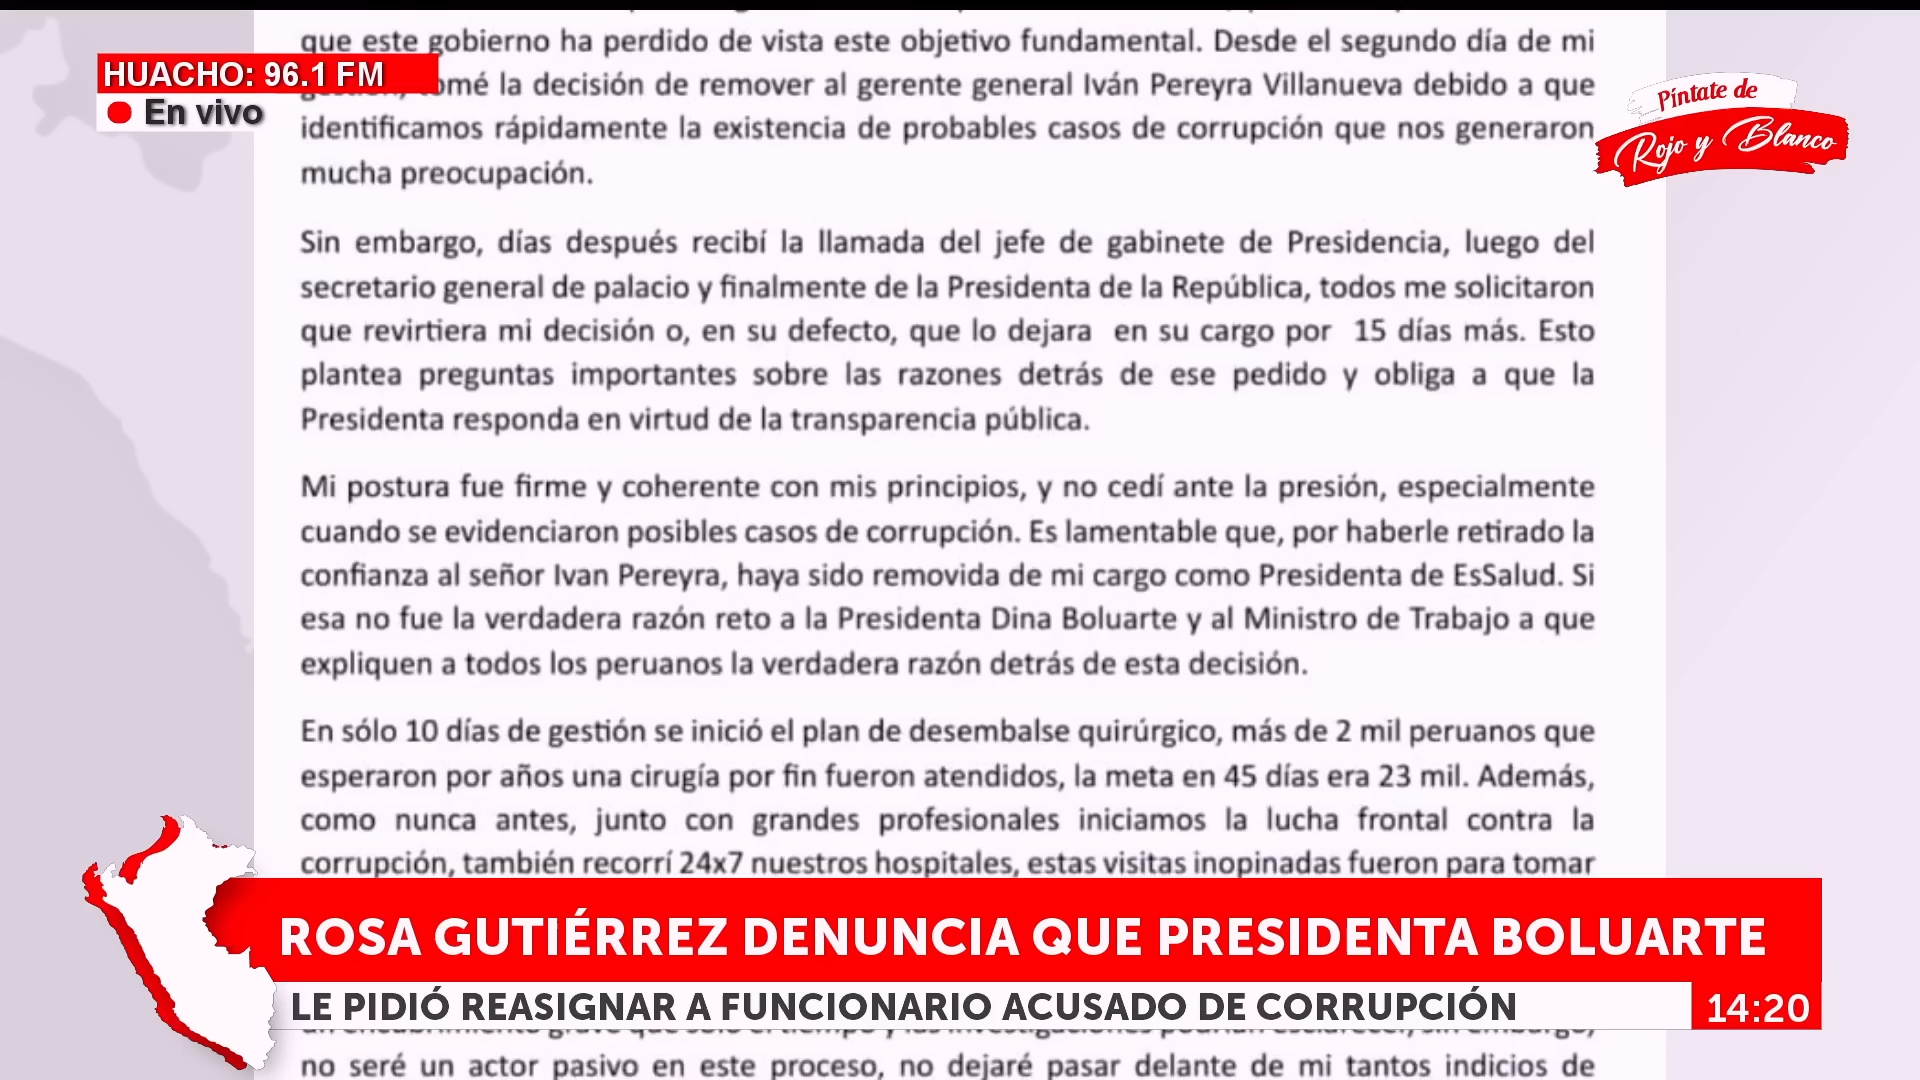 que este gobierno ha perdido de vista este objetivo fundamental. Desde el segundo día de mi
HUACHO: 96.1 FM
tomé la decisión de remover al gerente general Iván Pereyra Villanueva debido a que
En vivo
Píntate de
Rojo y Blanco
identificamos rápidamente la existencia de probables casos de corrupción que nos generaron
mucha preocupación.
Sin embargo, días después recibí la llamada del jefe de gabinete de Presidencia, luego del
secretario general de palacio y finalmente de la Presidenta de la República, todos me solicitaron
que revirtiera mi decisión o, en su defecto, que lo dejara en su cargo por 15 días más. Esto
plantea preguntas importantes sobre las razones detrás de ese pedido y obliga a que la
Presidenta responda en virtud de la transparencia pública.
Mi postura fue firme y coherente con mis principios, y no cedí ante la presión, especialmente
cuando se evidenciaron posibles casos de corrupción. Es lamentable que, por haberle retirado la
confianza al señor Ivan Pereyra, haya sido removida de mi cargo como Presidenta de EsSalud. Si
esa no fue la verdadera razón reto a la Presidenta Dina Boluarte y al Ministro de Trabajo a que
expliquen a todos los peruanos la verdadera razón detrás de esta decisión.
En sólo 10 días de gestión se inició el plan de desembalse quirúrgico, más de 2 mil peruanos que
esperaron por años una cirugía por fin fueron atendidos, la meta en 45 días era 23 mil. Además,
como nunca antes, junto con grandes profesionales iniciamos la lucha frontal contra la
corrupción, también recorrí 24x7 nuestros hospitales, estas visitas inopinadas fueron para tomar
ROSA GUTIÉRREZ DENUNCIA QUE PRESIDENTA BOLUARTE
LE PIDIÓ REASIGNAR A FUNCIONARIO ACUSADO DE CORRUPCIÓN
14:20
no seré un actor pasivo en este proceso, no dejaré pasar delante de mi tantos indicios de